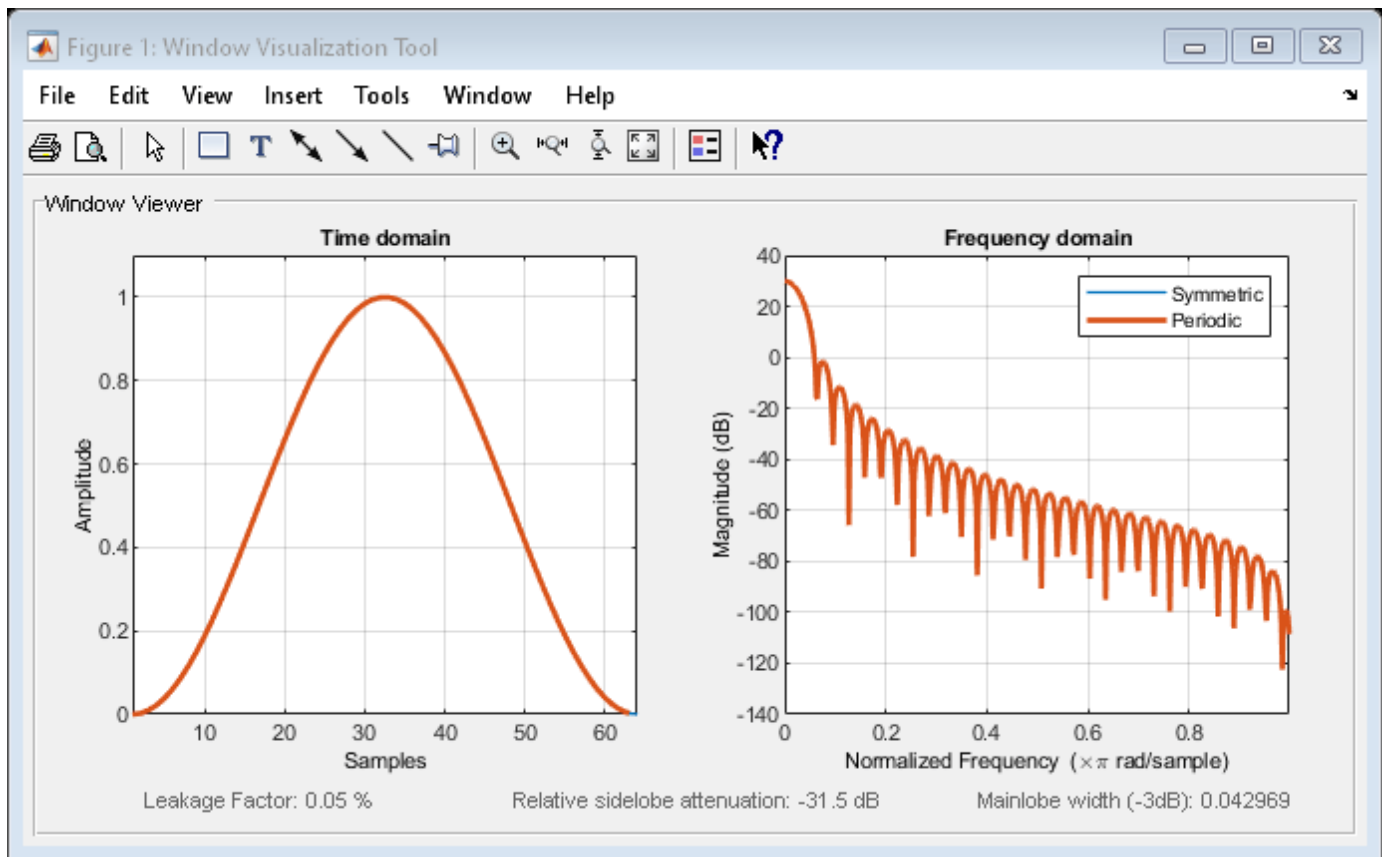 Figure 1: Window Visualization Tool
File Edit View Insert Tools Window Help
T
Window Viewer
Time domain
1
0.8
0.6
0.4
0.2
0
10 20 30 40 50 60
Amplitude
Samples
Frequency domain
Symmetric
Periodic
40
20
0
-20
-40
-60
-80
-100
-120
-140
0 0.2 0.4 0.6 0.8
Magnitude (dB)
Normalized Frequency (×π rad/sample)
Leakage Factor: 0.05 % Relative sidelobe attenuation: -31.5 dB Mainlobe width (-3dB): 0.042969